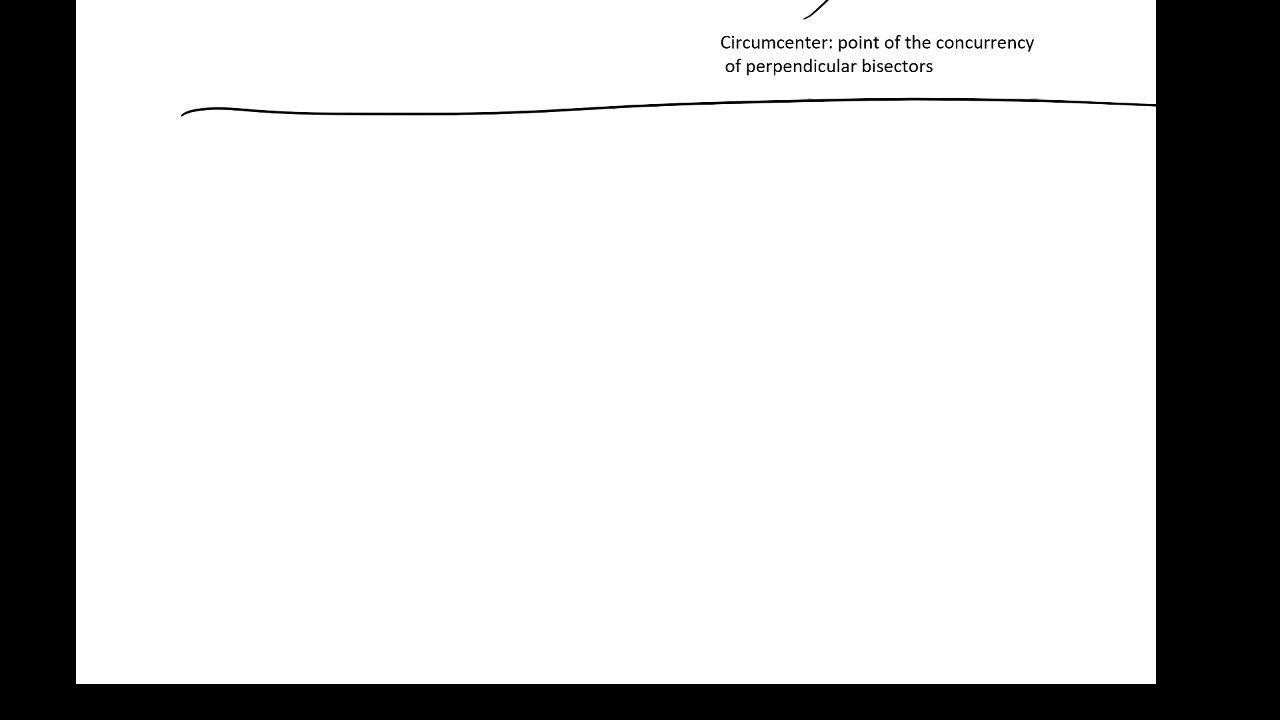 Circumcenter: point of the concurrency
of perpendicular bisectors